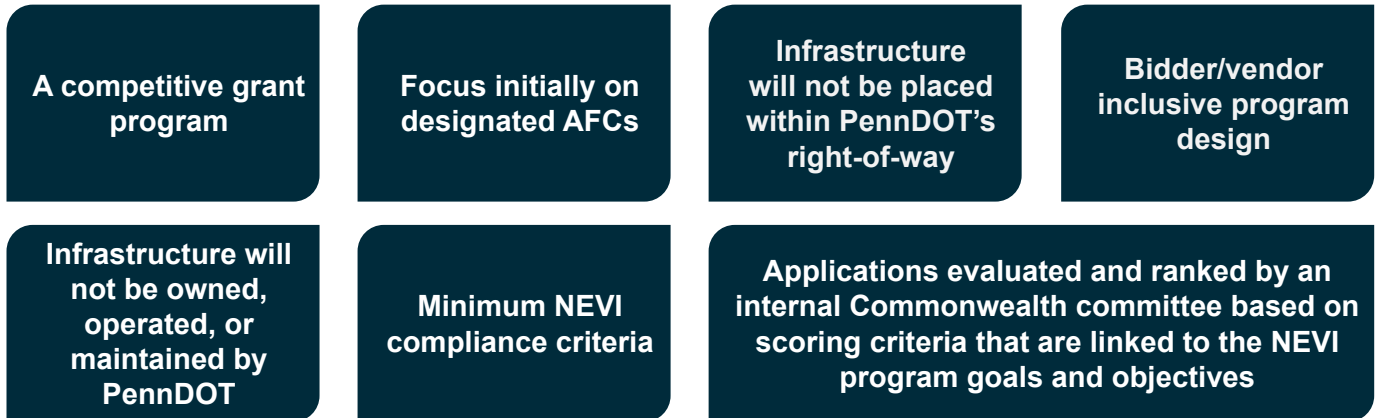 A competitive grant
program
Focus initially on
designated AFCs
Infrastructure
will not be placed
within PennDOT’s
right-of-way
Bidder/vendor
inclusive program
design
Infrastructure will
not be owned,
operated, or
maintained by
PennDOT
Minimum NEVI
compliance criteria
Applications evaluated and ranked by an
internal Commonwealth committee based on
scoring criteria that are linked to the NEVI
program goals and objectives